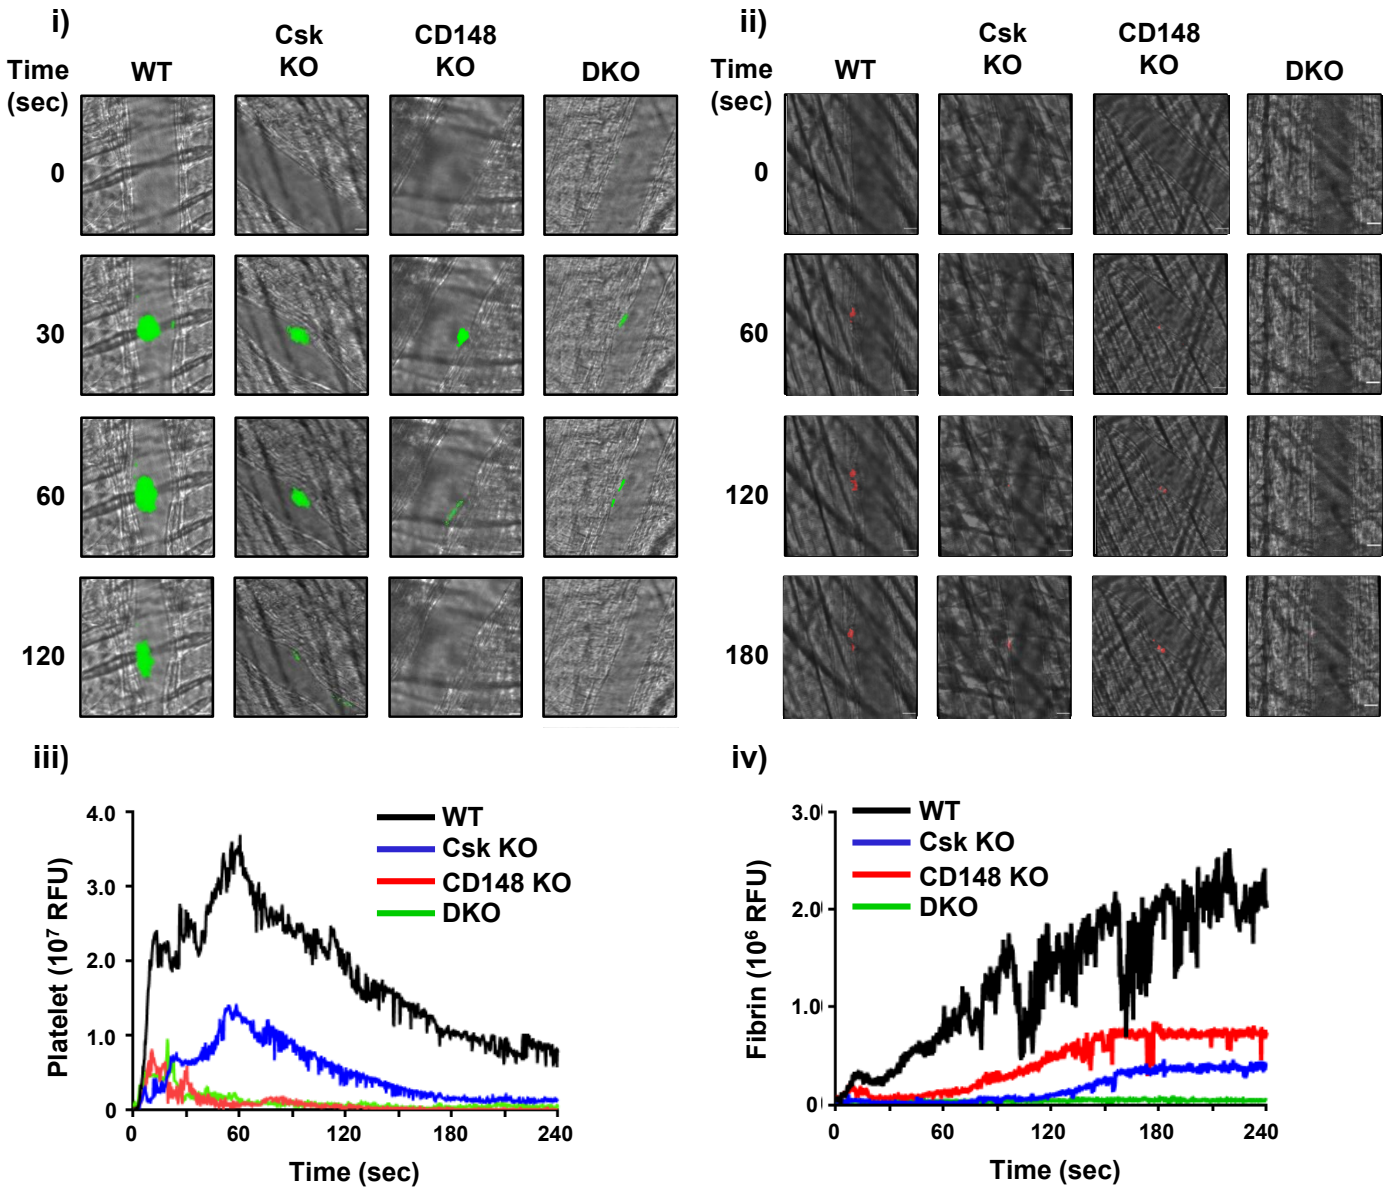 i)
Time
(sec)
WT
Csk
KO
CD148
KO
DKO
0
30
60
120
ii)
Time
(sec)
WT
Csk
KO
CD148
KO
DKO
0
60
120
180
iii)
4.0
3.0
2.0
1.0
0
Platelet (10⁷ RFU)
WT
Csk KO
CD148 KO
DKO
0 60 120 180 240
Time (sec)
iv)
3.0
2.0
1.0
0
Fibrin (10⁶ RFU)
WT
Csk KO
CD148 KO
DKO
0 60 120 180 240
Time (sec)